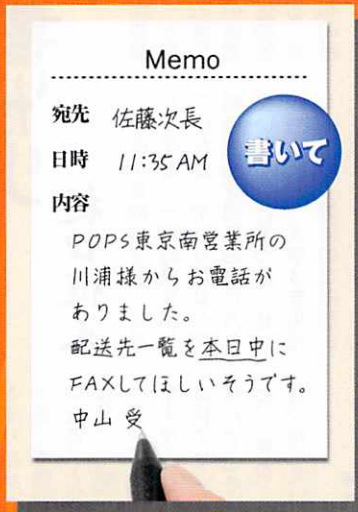 Memo
宛先 佐藤次長
日時 11:35 AM
書いて
内容
POPS東京南営業所の
川浦様からお電話が
ありました。
配送先一覧を本日中に
FAXしてほしいそうです。
中山 受